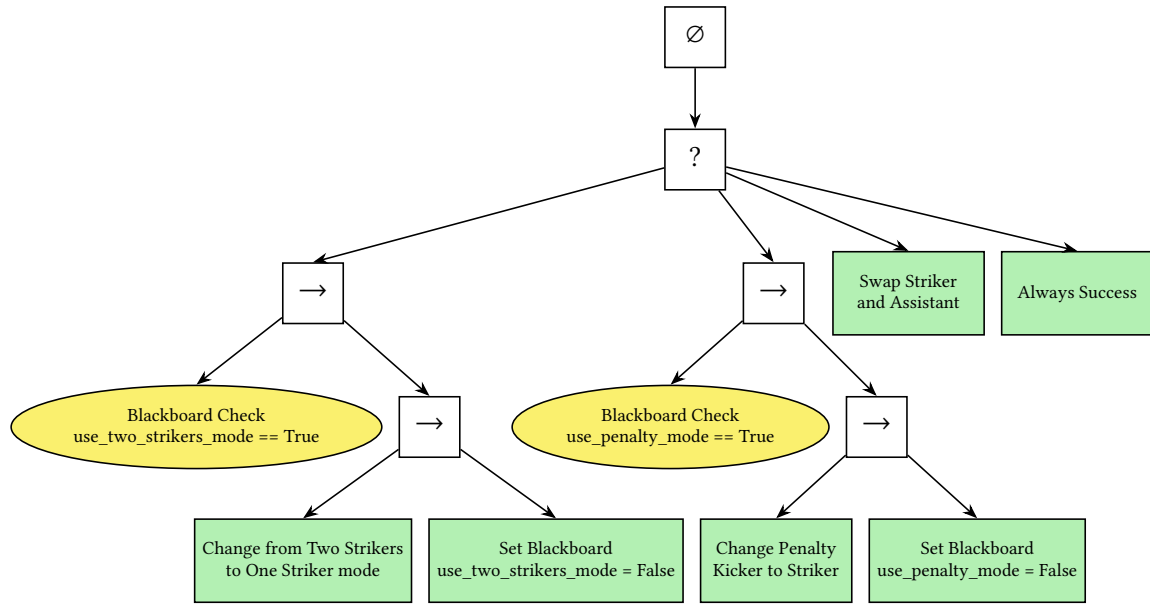 ∅
?
→
→
Swap Striker
and Assistant
Always Success
Blackboard Check
use_two_strikers_mode == True
→
Blackboard Check
use_penalty_mode == True
→
Change from Two Strikers
to One Striker mode
Set Blackboard
use_two_strikers_mode = False
Change Penalty
Kicker to Striker
Set Blackboard
use_penalty_mode = False